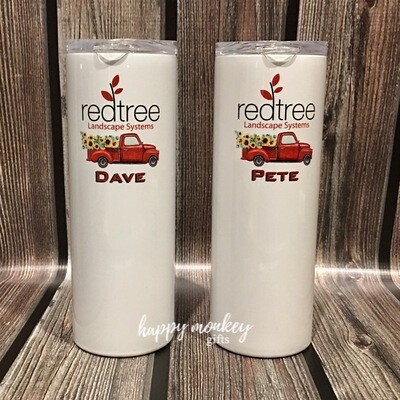 redtree
Landscape Systems
DAVE
redtree
Landscape Systems
PETE
happy monkey
gifts